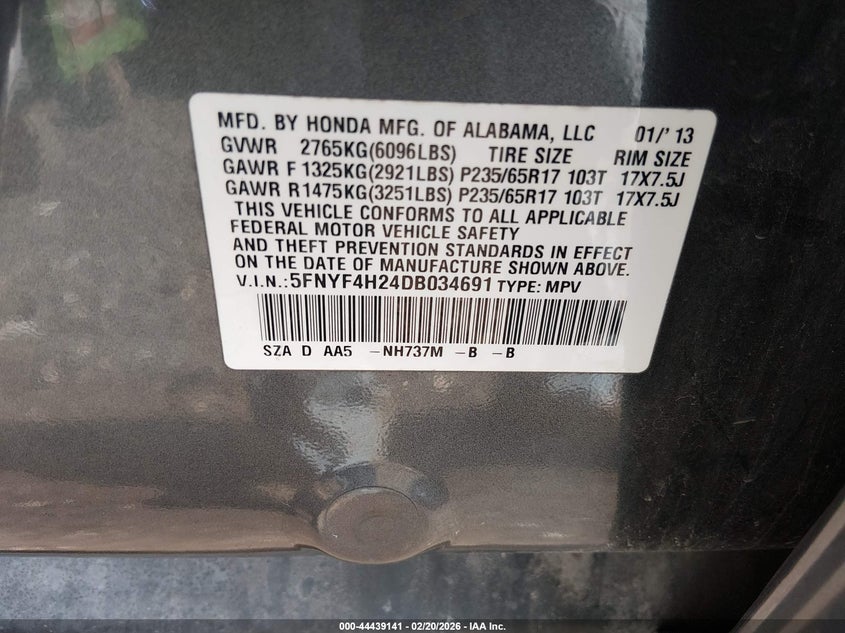 MFD. BY HONDA MFG. OF ALABAMA, LLC 01/'13
GVWR 2765KG(6096LBS) TIRE SIZE RIM SIZE
GAWR F 1325KG(2921LBS) P235/65R17 103T 17X7.5J
GAWR R1475KG(3251LBS) P235/65R17 103T 17X7.5J
THIS VEHICLE CONFORMS TO ALL APPLICABLE
FEDERAL MOTOR VEHICLE SAFETY
AND THEFT PREVENTION STANDARDS IN EFFECT
ON THE DATE OF MANUFACTURE SHOWN ABOVE.
V.I.N.:5FNYF4H24DB034691 TYPE: MPV
SZA D AA5 -NH737M -B -B
000-44439141 - 02/20/2026 - IAA Inc.